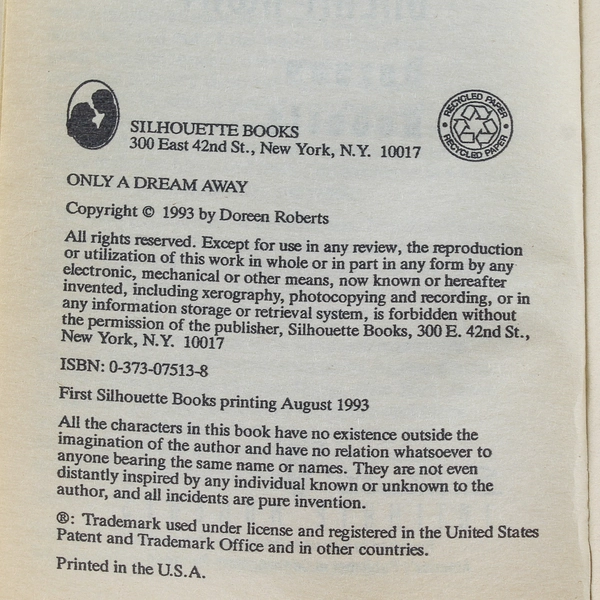 SILHOUETTE BOOKS
300 East 42nd St., New York, N.Y. 10017
RECYCLED PAPER
RECYCLED PAPER
ONLY A DREAM AWAY
Copyright © 1993 by Doreen Roberts
All rights reserved. Except for use in any review, the reproduction
or utilization of this work in whole or in part in any form by any
electronic, mechanical or other means, now known or hereafter
invented, including xerography, photocopying and recording, or in
any information storage or retrieval system, is forbidden without
the permission of the publisher, Silhouette Books, 300 E. 42nd St.,
New York, N.Y. 10017
ISBN: 0-373-07513-8
First Silhouette Books printing August 1993
All the characters in this book have no existence outside the
imagination of the author and have no relation whatsoever to
anyone bearing the same name or names. They are not even
distantly inspired by any individual known or unknown to the
author, and all incidents are pure invention.
®: Trademark used under license and registered in the United States
Patent and Trademark Office and in other countries.
Printed in the U.S.A.